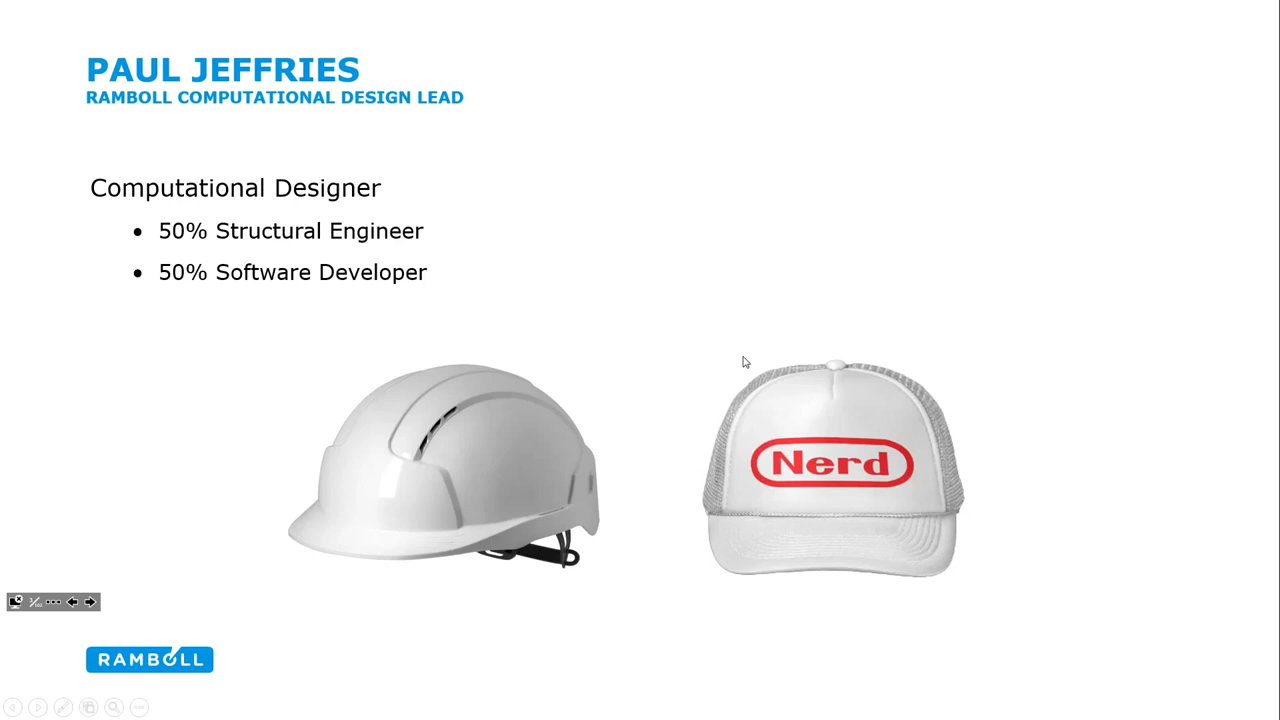 PAUL JEFFRIES
RAMBOLL COMPUTATIONAL DESIGN LEAD
Computational Designer
• 50% Structural Engineer
• 50% Software Developer
Nerd
RAMBOLL